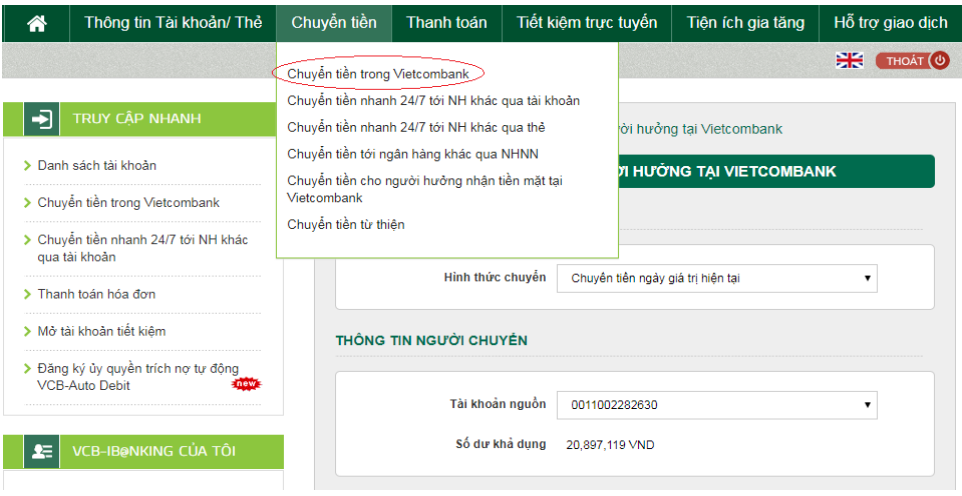 Thông tin Tài khoản/ Thẻ
Chuyển tiền
Thanh toán
Tiết kiệm trực tuyến
Tiện ích gia tăng
Hỗ trợ giao dịch
THOÁT
Chuyển tiền trong Vietcombank
Chuyển tiền nhanh 24/7 tới NH khác qua tài khoản
Chuyển tiền nhanh 24/7 tới NH khác qua thẻ
Chuyển tiền tới ngân hàng khác qua NHNN
Chuyển tiền cho người hưởng nhận tiền mặt tại
Vietcombank
Chuyển tiền từ thiện
TRUY CẬP NHANH
Danh sách tài khoản
Chuyển tiền trong Vietcombank
Chuyển tiền nhanh 24/7 tới NH khác
qua tài khoản
Thanh toán hóa đơn
Mở tài khoản tiết kiệm
Đăng ký ủy quyền trích nợ tự động
VCB-Auto Debit
new
VCB-IB@NKING CỦA TÔI
ười hưởng tại Vietcombank
ỜI HƯỞNG TẠI VIETCOMBANK
Hình thức chuyển
Chuyển tiền ngày giá trị hiện tại
THÔNG TIN NGƯỜI CHUYỂN
Tài khoản nguồn
0011002282630
Số dư khả dụng
20,897,119 VND